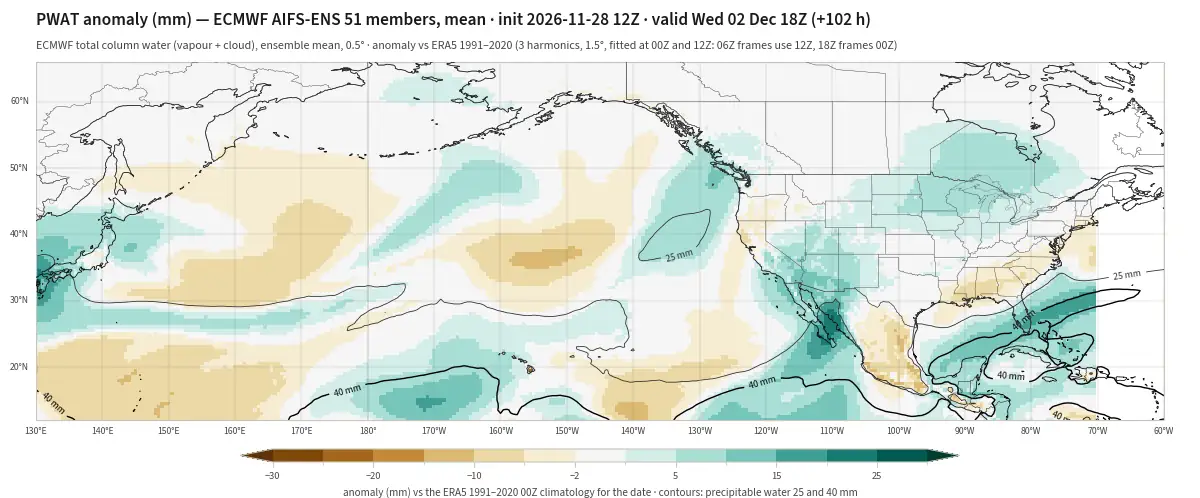 PWAT anomaly (mm) — ECMWF AIFS-ENS 51 members, mean · init 2026-11-28 12Z · valid Wed 02 Dec 18Z (+102 h)
ECMWF total column water (vapour + cloud), ensemble mean, 0.5° · anomaly vs ERA5 1991–2020 (3 harmonics, 1.5°, fitted at 00Z and 12Z: 06Z frames use 12Z, 18Z frames 00Z)
60°N
50°N
40°N
30°N
20°N
25 mm
25 mm
40 mm
40 mm
40 mm
40 mm
40 mm
40
130°E
140°E
150°E
160°E
170°E
180°
170°W
160°W
150°W
140°W
130°W
120°W
110°W
100°W
90°W
80°W
70°W
60°W
−30
−20
−10
−2
5
15
25
anomaly (mm) vs the ERA5 1991–2020 00Z climatology for the date · contours: precipitable water 25 and 40 mm